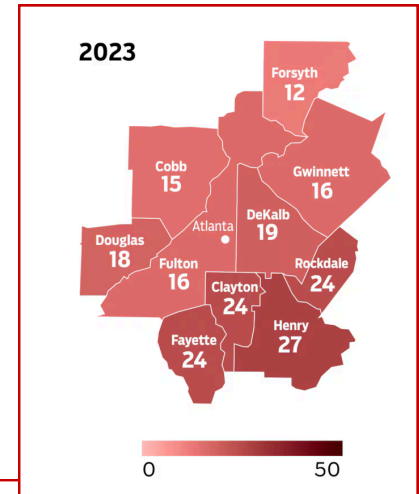 2023
Forsyth
12
Cobb
15
Gwinnett
16
DeKalb
19
Atlanta
Douglas
18
Fulton
16
Rockdale
24
Clayton
24
Henry
27
Fayette
24
0 50